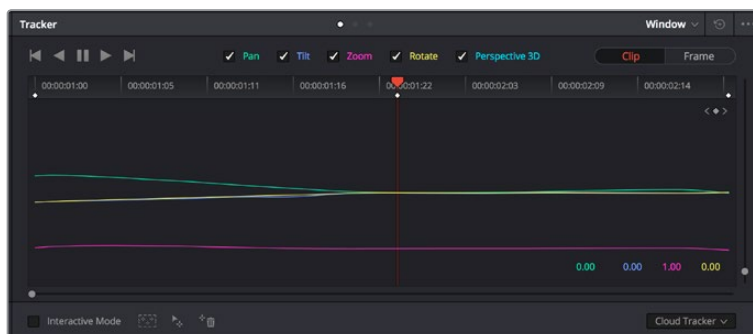 Tracker Window
Pan Tilt Zoom Rotate Perspective 3D Clip Frame
00:00:01:00 00:00:01:05 00:00:01:11 00:00:01:16 00:00:01:22 00:00:02:03 00:00:02:09 00:00:02:14
0.00 0.00 1.00 0.00
Interactive Mode Cloud Tracker